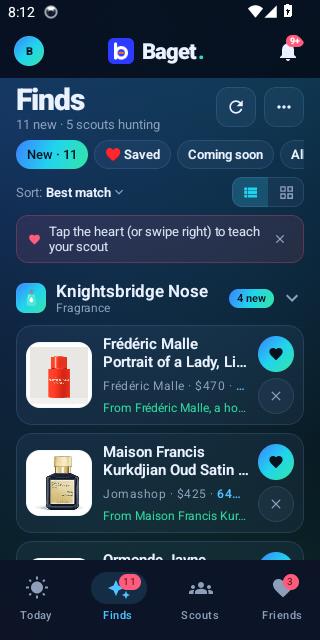 8:12
B
b Baget.
9+
Finds
11 new · 5 scouts hunting
New · 11
Saved
Coming soon
Al
Sort: Best match
Tap the heart (or swipe right) to teach
your scout
Knightsbridge Nose
Fragrance
4 new
Frédéric Malle
Portrait of a Lady, Li...
Frédéric Malle · $470 · ...
From Frédéric Malle, a ho...
Maison Francis
Kurkdjian Oud Satin ...
Jomashop · $425 · 64...
From Maison Francis Kur...
Ormonde Jayne
11
3
Today
Finds
Scouts
Friends